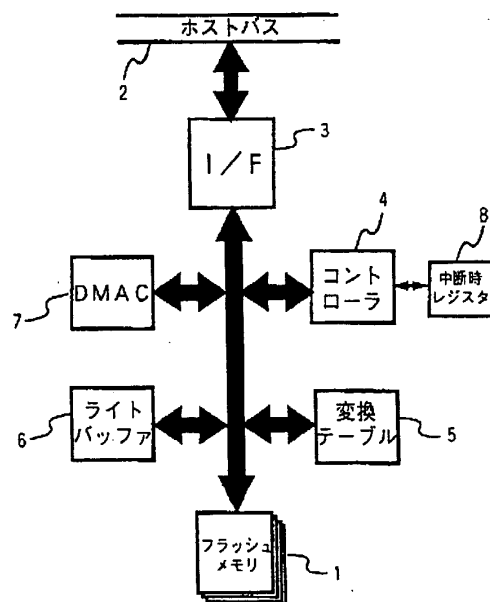 ホストバス
2
3
I/F
4
8
コント
ローラ
中断時
レジスタ
DMAC
7
ライト
バッファ
6
変換
テーブル
5
フラッシュ
メモリ
1